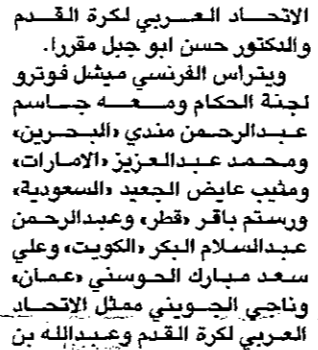 الاتحاد العربي لكرة القدم
والدكتور حسن ابو جبل مقررا.
ويتراس الفرنسي ميشل فوترو
لجنة الحكام ومعه جاسم
عبدالرحمن مندي «البحرين»
ومحمد عبدالعزيز «الامارات»
ومثيب عايض الجعيد «السعودية»
ورستم باقر «قطر» وعبدالرحمن
عبدالسلام البكر «الكويت» وعلي
سعد مبارك الحوسني «عمان»
وناجي الجويني ممثل الاتحاد
العربي لكرة القدم وعبدالله بن